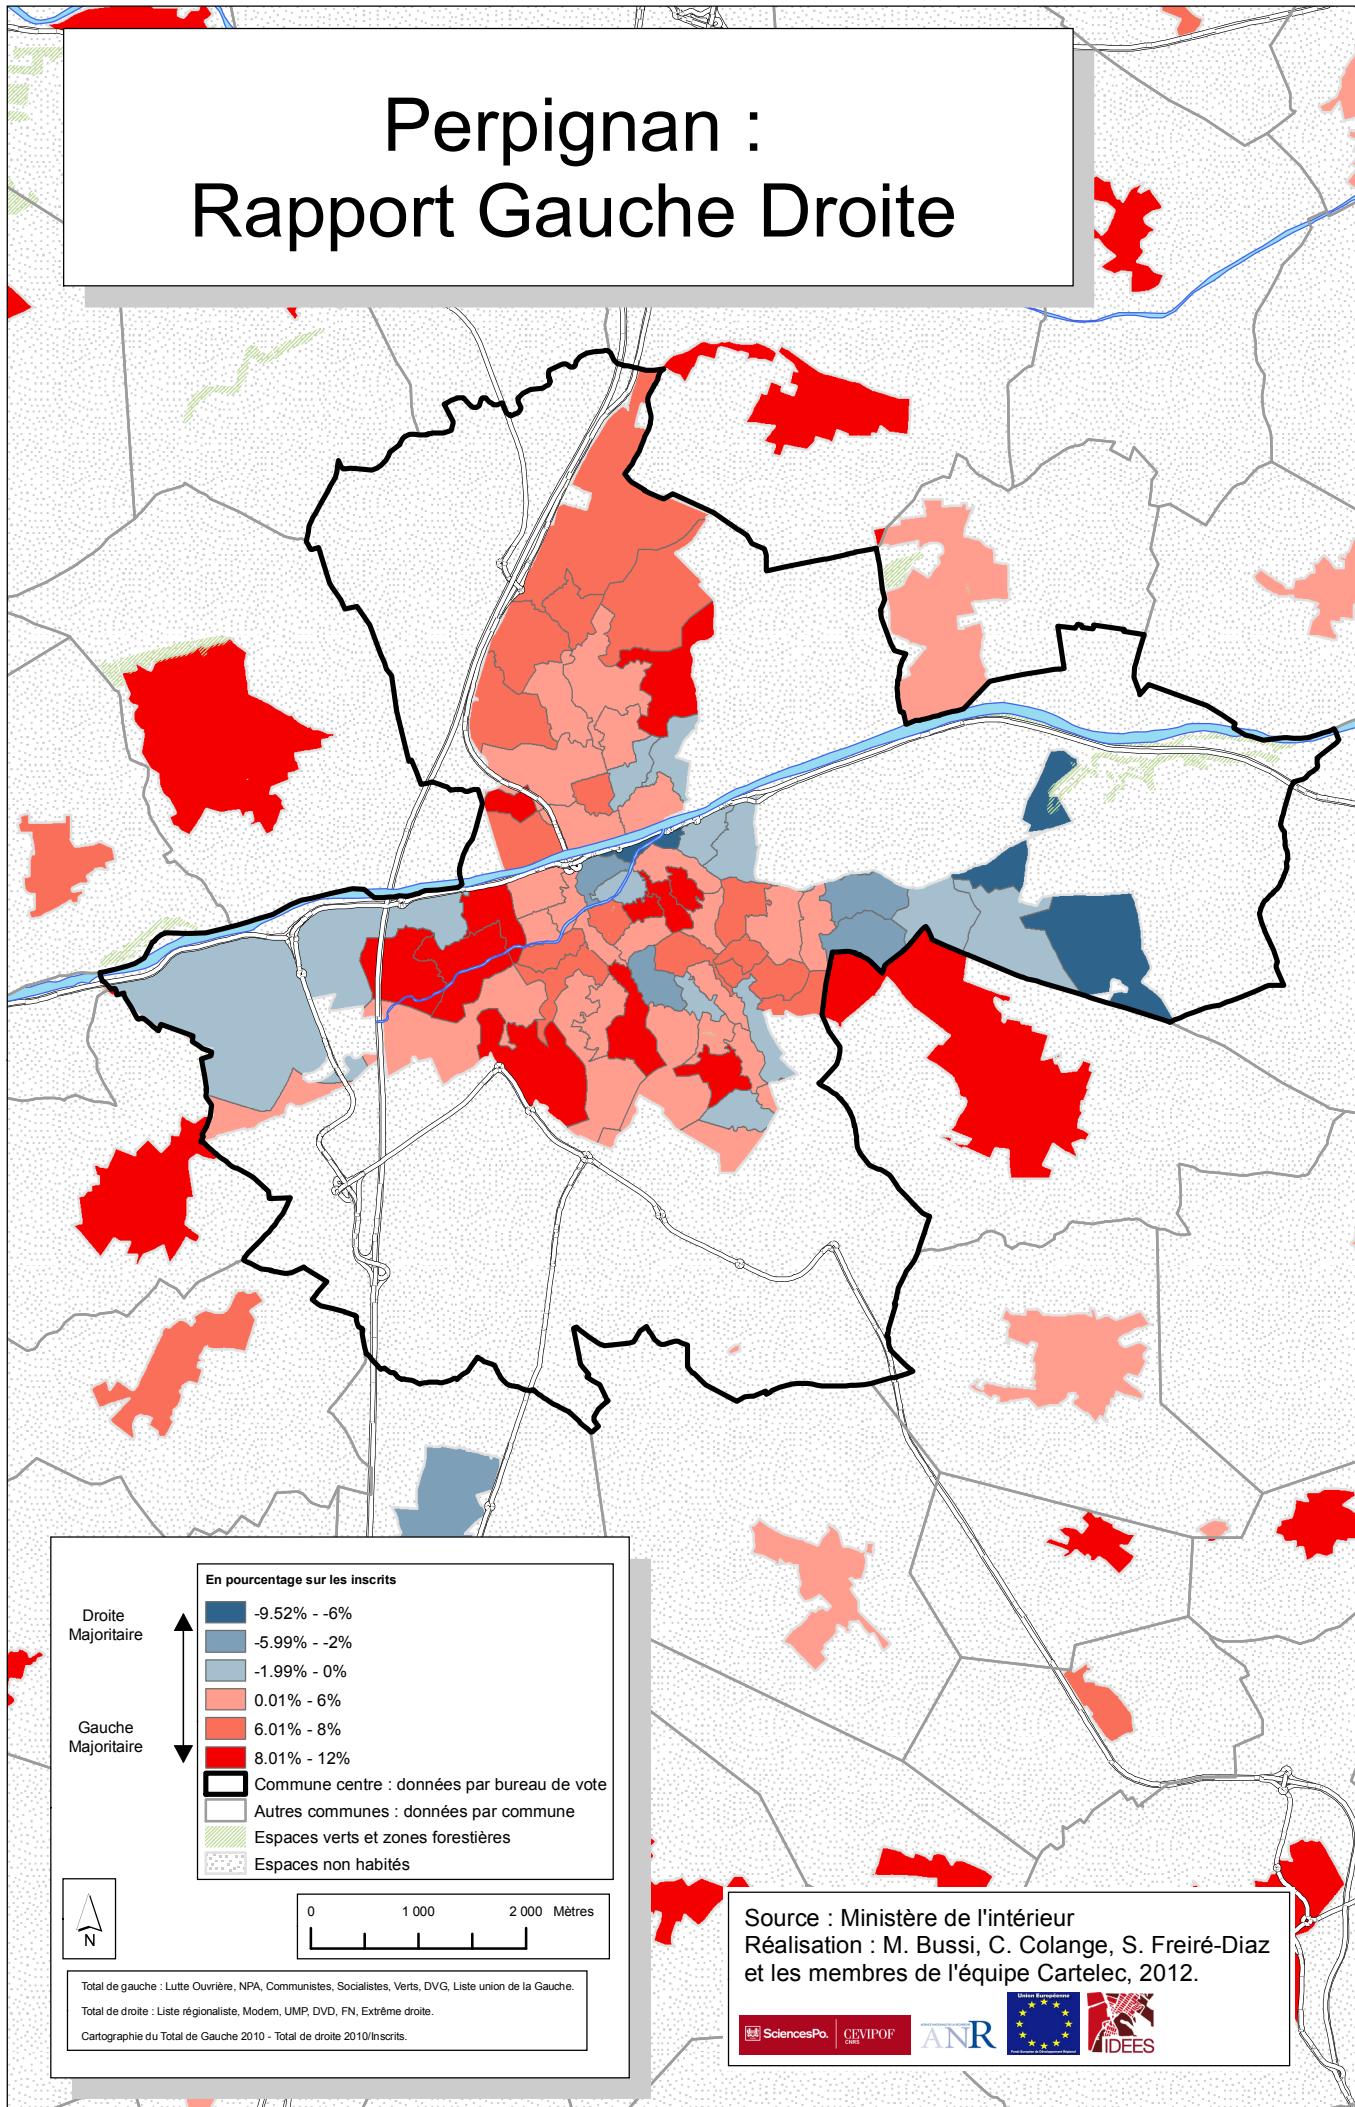 Perpignan :
Rapport Gauche Droite
En pourcentage sur les inscrits
Droite
Majoritaire
Gauche
Majoritaire
-9.52% - -6%
-5.99% - -2%
-1.99% - 0%
0.01% - 6%
6.01% - 8%
8.01% - 12%
Commune centre : données par bureau de vote
Autres communes : données par commune
Espaces verts et zones forestières
Espaces non habités
N
0 1 000 2 000 Mètres
Total de gauche : Lutte Ouvrière, NPA, Communistes, Socialistes, Verts, DVG, Liste union de la Gauche.
Total de droite : Liste régionaliste, Modem, UMP, DVD, FN, Extrême droite.
Cartographie du Total de Gauche 2010 - Total de droite 2010/Inscrits.
Source : Ministère de l'intérieur
Réalisation : M. Bussi, C. Colange, S. Freiré-Diaz
et les membres de l'équipe Cartelec, 2012.
SciencesPo.
CEVIPOF
CNRS
ANR
Union Européenne
Fonds Européen de Développement Régional
IDEES